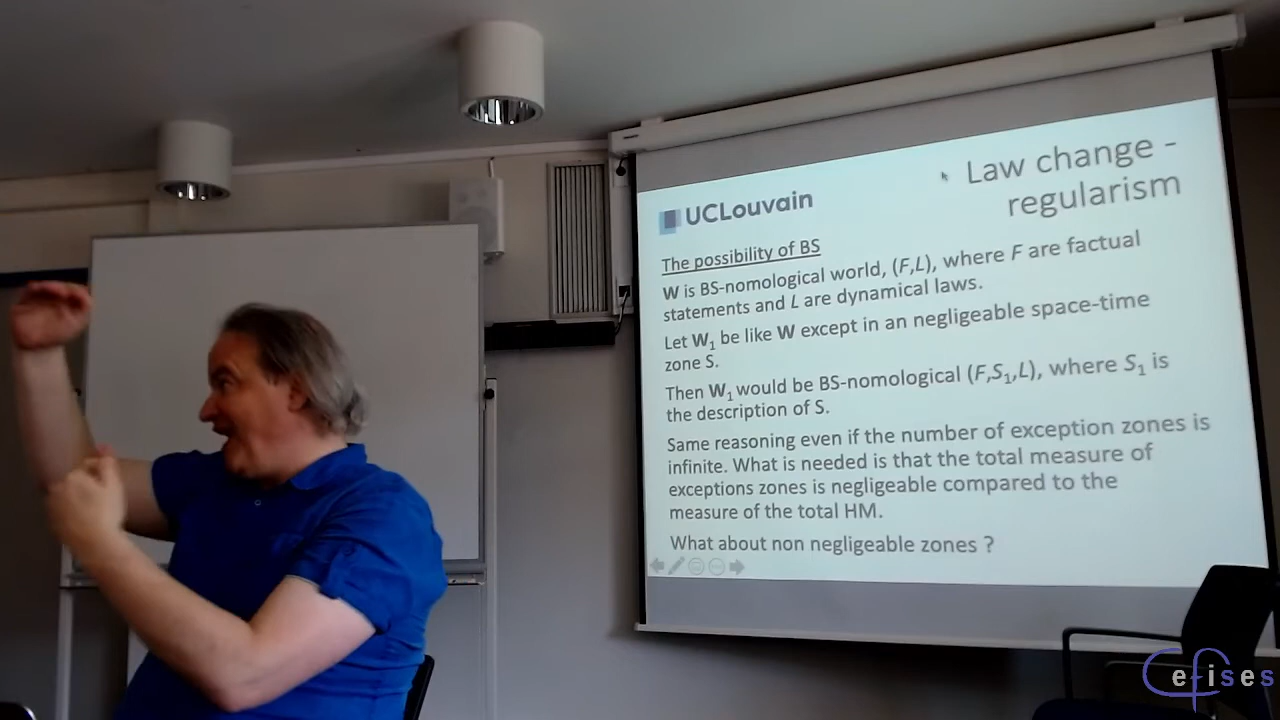 Law change -
regularism
UCLouvain
The possibility of BS
W is BS-nomological world, (F,L), where F are factual
statements and L are dynamical laws.
Let W₁ be like W except in an negligeable space-time
zone S.
Then W₁ would be BS-nomological (F,S₁,L), where S₁ is
the description of S.
Same reasoning even if the number of exception zones is
infinite. What is needed is that the total measure of
exceptions zones is negligeable compared to the
measure of the total HM.
What about non negligeable zones ?
Cefises